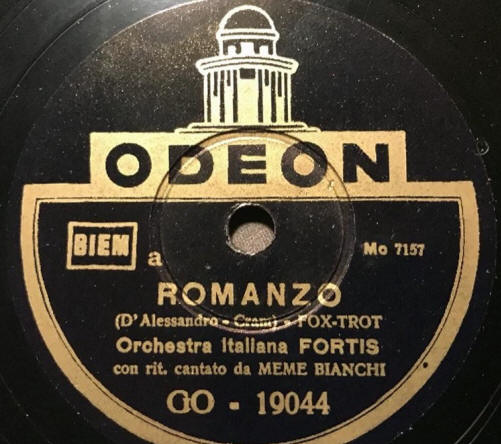 ODEON
BIEM a Mo 7157
ROMANZO
(D'Alessandro - Cram) - FOX-TROT
Orchestra Italiana FORTIS
con rit. cantato da MEME BIANCHI
GO - 19044